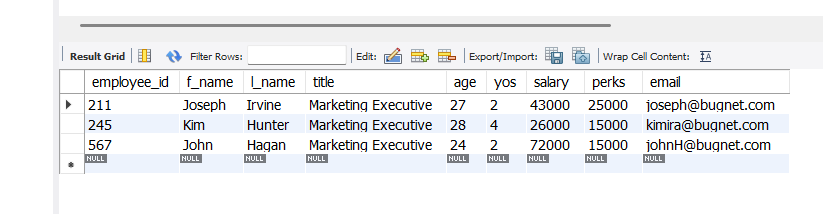 Result Grid Filter Rows: Edit: Export/Import: Wrap Cell Content: IA
employee_id f_name l_name title age yos salary perks email
211 Joseph Irvine Marketing Executive 27 2 43000 25000 joseph@bugnet.com
245 Kim Hunter Marketing Executive 28 4 26000 15000 kimira@bugnet.com
567 John Hagan Marketing Executive 24 2 72000 15000 johnH@bugnet.com
NULL NULL NULL NULL NULL NULL NULL NULL NULL